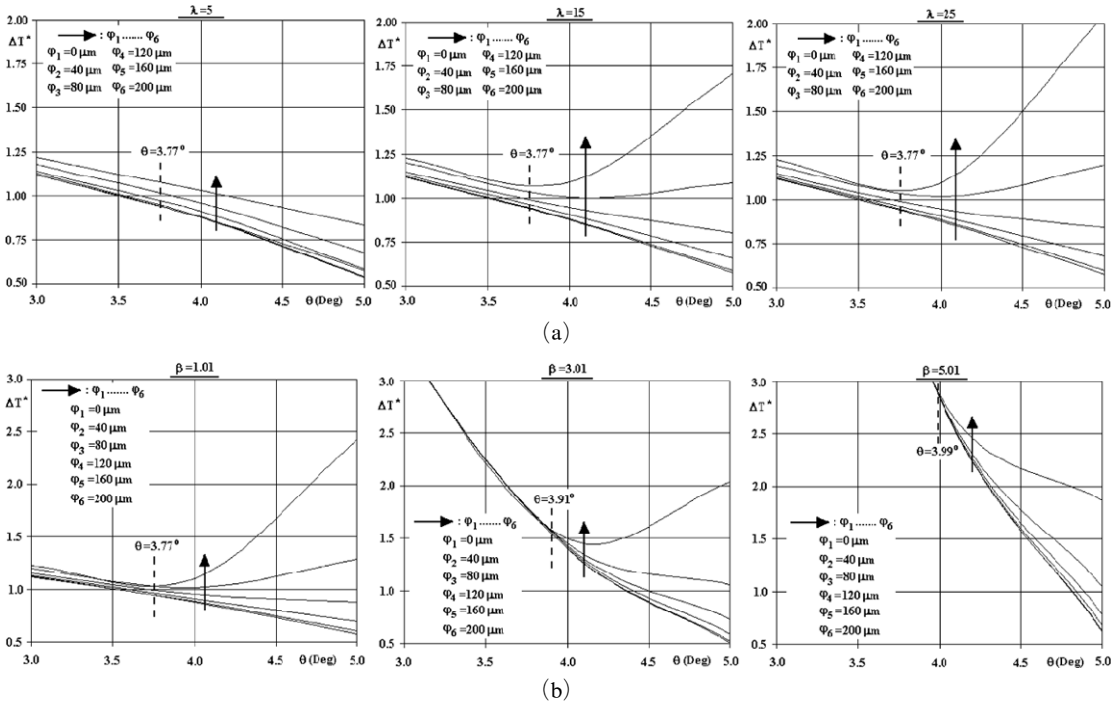 λ=5
2.00
ΔT*
1.75
1.50
1.25
1.00
0.75
0.50
: φ1 ...... φ6
φ1 =0 μm φ4 =120 μm
φ2 =40 μm φ5 =160 μm
φ3 =80 μm φ6 =200 μm
θ=3.77°
3.0 3.5 4.0 4.5 θ (Deg) 5.0
λ=15
2.00
ΔT*
1.75
1.50
1.25
1.00
0.75
0.50
: φ1 ...... φ6
φ1 =0 μm φ4 =120 μm
φ2 =40 μm φ5 =160 μm
φ3 =80 μm φ6 =200 μm
θ=3.77°
3.0 3.5 4.0 4.5 θ (Deg) 5.0
λ=25
2.00
ΔT*
1.75
1.50
1.25
1.00
0.75
0.50
: φ1 ...... φ6
φ1 =0 μm φ4 =120 μm
φ2 =40 μm φ5 =160 μm
φ3 =80 μm φ6 =200 μm
θ=3.77°
3.0 3.5 4.0 4.5 θ (Deg) 5.0
(a)
β=1.01
3.0
ΔT*
2.5
2.0
1.5
1.0
0.5
: φ1 ...... φ6
φ1 =0 μm
φ2 =40 μm
φ3 =80 μm
φ4 =120 μm
φ5 =160 μm
φ6 =200 μm
θ=3.77°
3.0 3.5 4.0 4.5 θ (Deg) 5.0
β=3.01
3.0
ΔT*
2.5
2.0
1.5
1.0
0.5
θ=3.91°
: φ1 ...... φ6
φ1 =0 μm
φ2 =40 μm
φ3 =80 μm
φ4 =120 μm
φ5 =160 μm
φ6 =200 μm
3.0 3.5 4.0 4.5 θ (Deg) 5.0
β=5.01
3.0
ΔT*
2.5
2.0
1.5
1.0
0.5
θ=3.99°
: φ1 ...... φ6
φ1 =0 μm
φ2 =40 μm
φ3 =80 μm
φ4 =120 μm
φ5 =160 μm
φ6 =200 μm
3.0 3.5 4.0 4.5 θ (Deg) 5.0
(b)